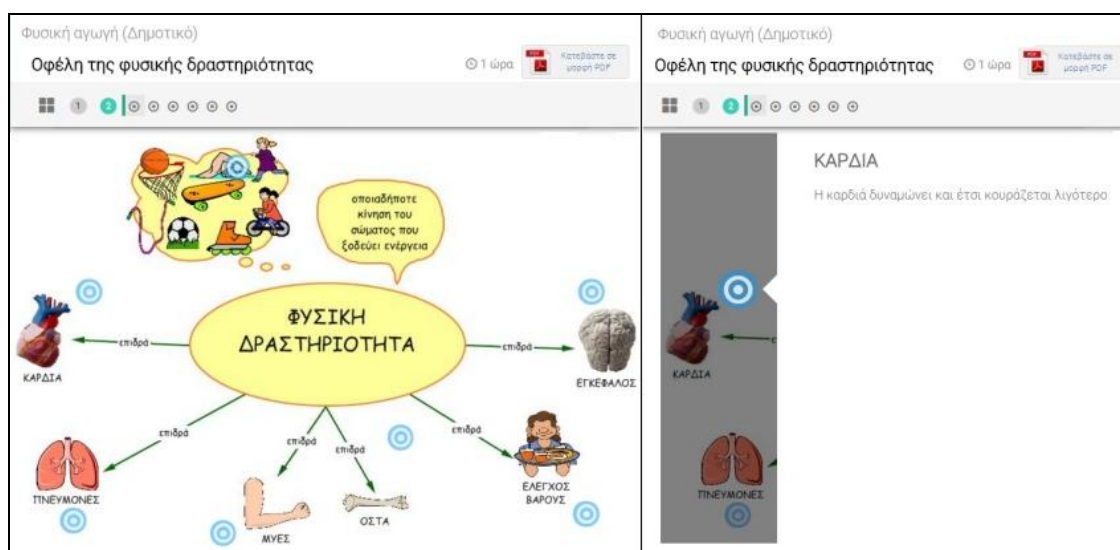 Φυσική αγωγή (Δημοτικό)
Οφέλη της φυσικής δραστηριότητας
1 ώρα
PDF
Κατεβάστε σε
μορφή PDF
1
2
οποιαδήποτε
κίνηση του
σώματος που
ξοδεύει ενέργεια
ΦΥΣΙΚΗ
ΔΡΑΣΤΗΡΙΟΤΗΤΑ
επιδρά
ΚΑΡΔΙΑ
επιδρά
ΕΓΚΕΦΑΛΟΣ
επιδρά
ΠΝΕΥΜΟΝΕΣ
επιδρά
ΜΥΕΣ
επιδρά
ΟΣΤΑ
επιδρά
ΕΛΕΓΧΟΣ
ΒΑΡΟΥΣ
Φυσική αγωγή (Δημοτικό)
Οφέλη της φυσικής δραστηριότητας
1 ώρα
PDF
Κατεβάστε σε
μορφή PDF
1
2
ΚΑΡΔΙΑ
Η καρδιά δυναμώνει και έτσι κουράζεται λιγότερο
ΚΑΡΔΙΑ
ΠΝΕΥΜΟΝΕΣ